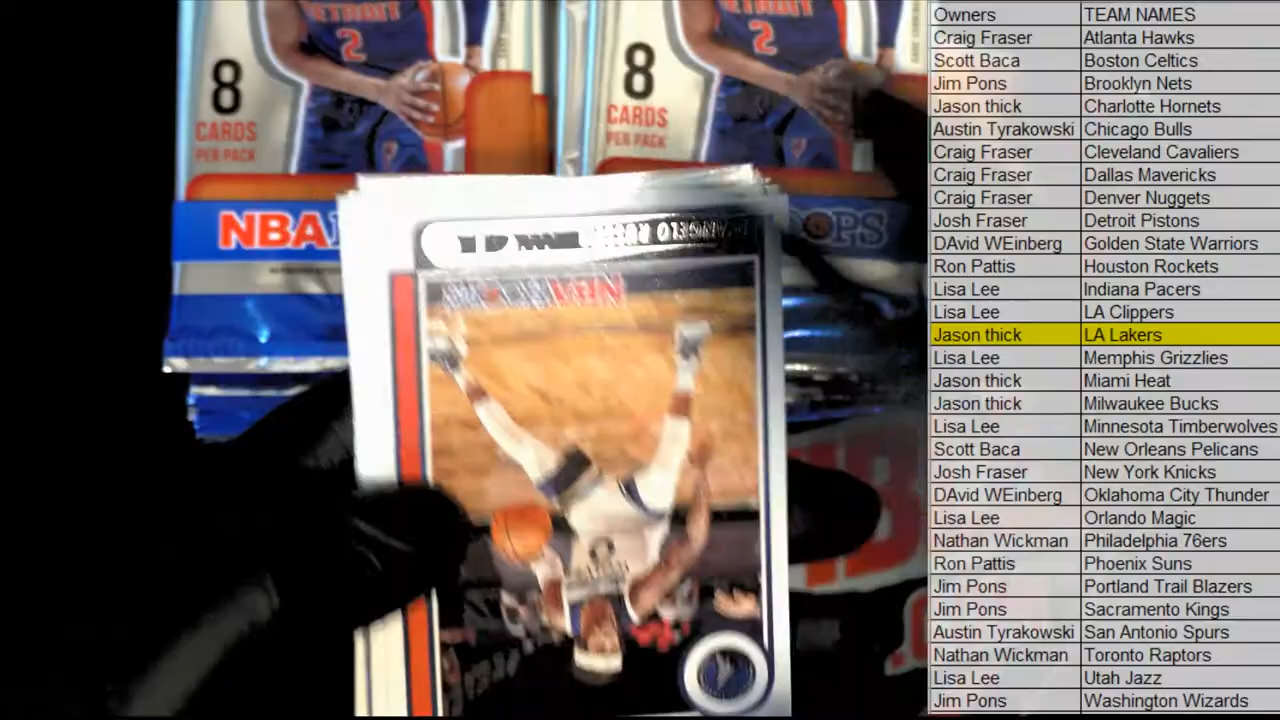 DETROIT
2
8
CARDS
PER PACK
DETROIT
2
8
CARDS
PER PACK
NBA
OPS
Owners TEAM NAMES
Craig Fraser Atlanta Hawks
Scott Baca Boston Celtics
Jim Pons Brooklyn Nets
Jason thick Charlotte Hornets
Austin Tyrakowski Chicago Bulls
Craig Fraser Cleveland Cavaliers
Craig Fraser Dallas Mavericks
Craig Fraser Denver Nuggets
Josh Fraser Detroit Pistons
DAvid WEinberg Golden State Warriors
Ron Pattis Houston Rockets
Lisa Lee Indiana Pacers
Lisa Lee LA Clippers
Jason thick LA Lakers
Lisa Lee Memphis Grizzlies
Jason thick Miami Heat
Jason thick Milwaukee Bucks
Lisa Lee Minnesota Timberwolves
Scott Baca New Orleans Pelicans
Josh Fraser New York Knicks
DAvid WEinberg Oklahoma City Thunder
Lisa Lee Orlando Magic
Nathan Wickman Philadelphia 76ers
Ron Pattis Phoenix Suns
Jim Pons Portland Trail Blazers
Jim Pons Sacramento Kings
Austin Tyrakowski San Antonio Spurs
Nathan Wickman Toronto Raptors
Lisa Lee Utah Jazz
Jim Pons Washington Wizards